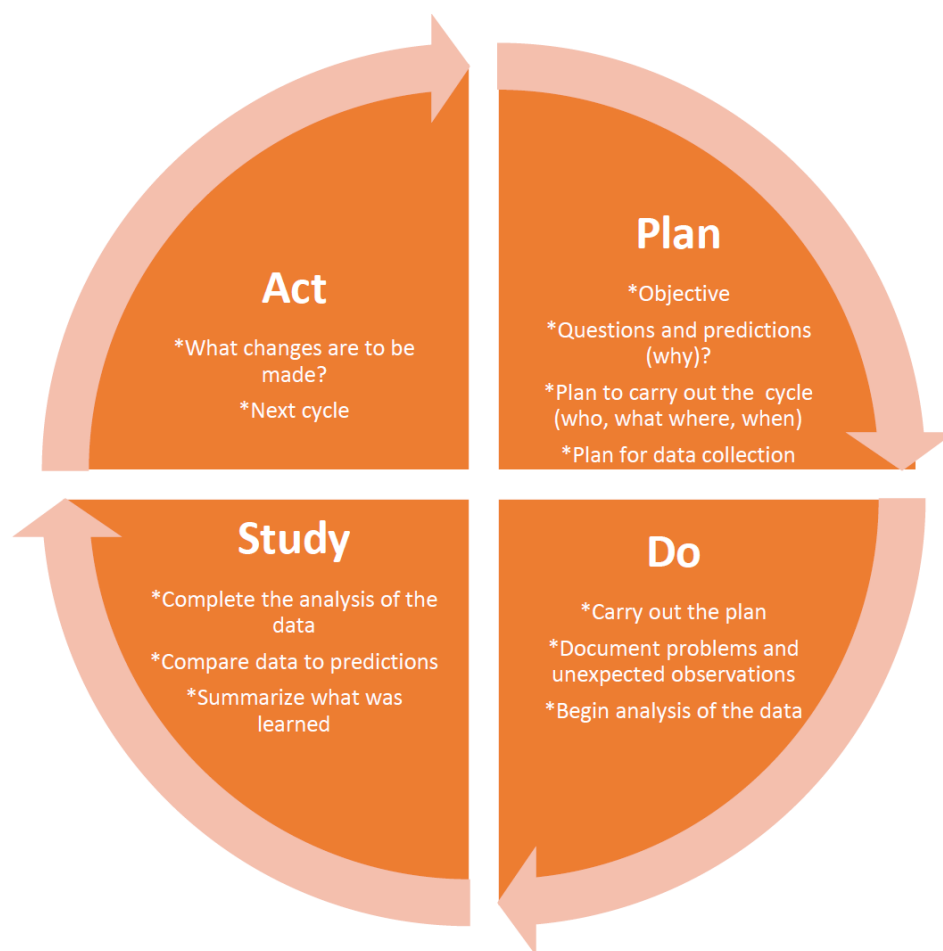 Plan
*Objective
*Questions and predictions
(why)?
*Plan to carry out the cycle
(who, what where, when)
*Plan for data collection
Do
*Carry out the plan
*Document problems and
unexpected observations
*Begin analysis of the data
Study
*Complete the analysis of the
data
*Compare data to predictions
*Summarize what was
learned
Act
*What changes are to be
made?
*Next cycle